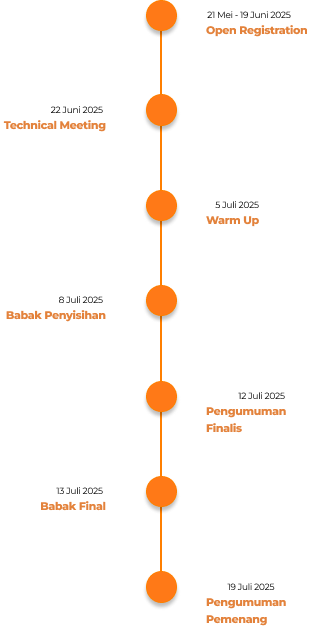 21 Mei - 19 Juni 2025
Open Registration
22 Juni 2025
Technical Meeting
5 Juli 2025
Warm Up
8 Juli 2025
Babak Penyisihan
12 Juli 2025
Pengumuman
Finalis
13 Juli 2025
Babak Final
19 Juli 2025
Pengumuman
Pemenang